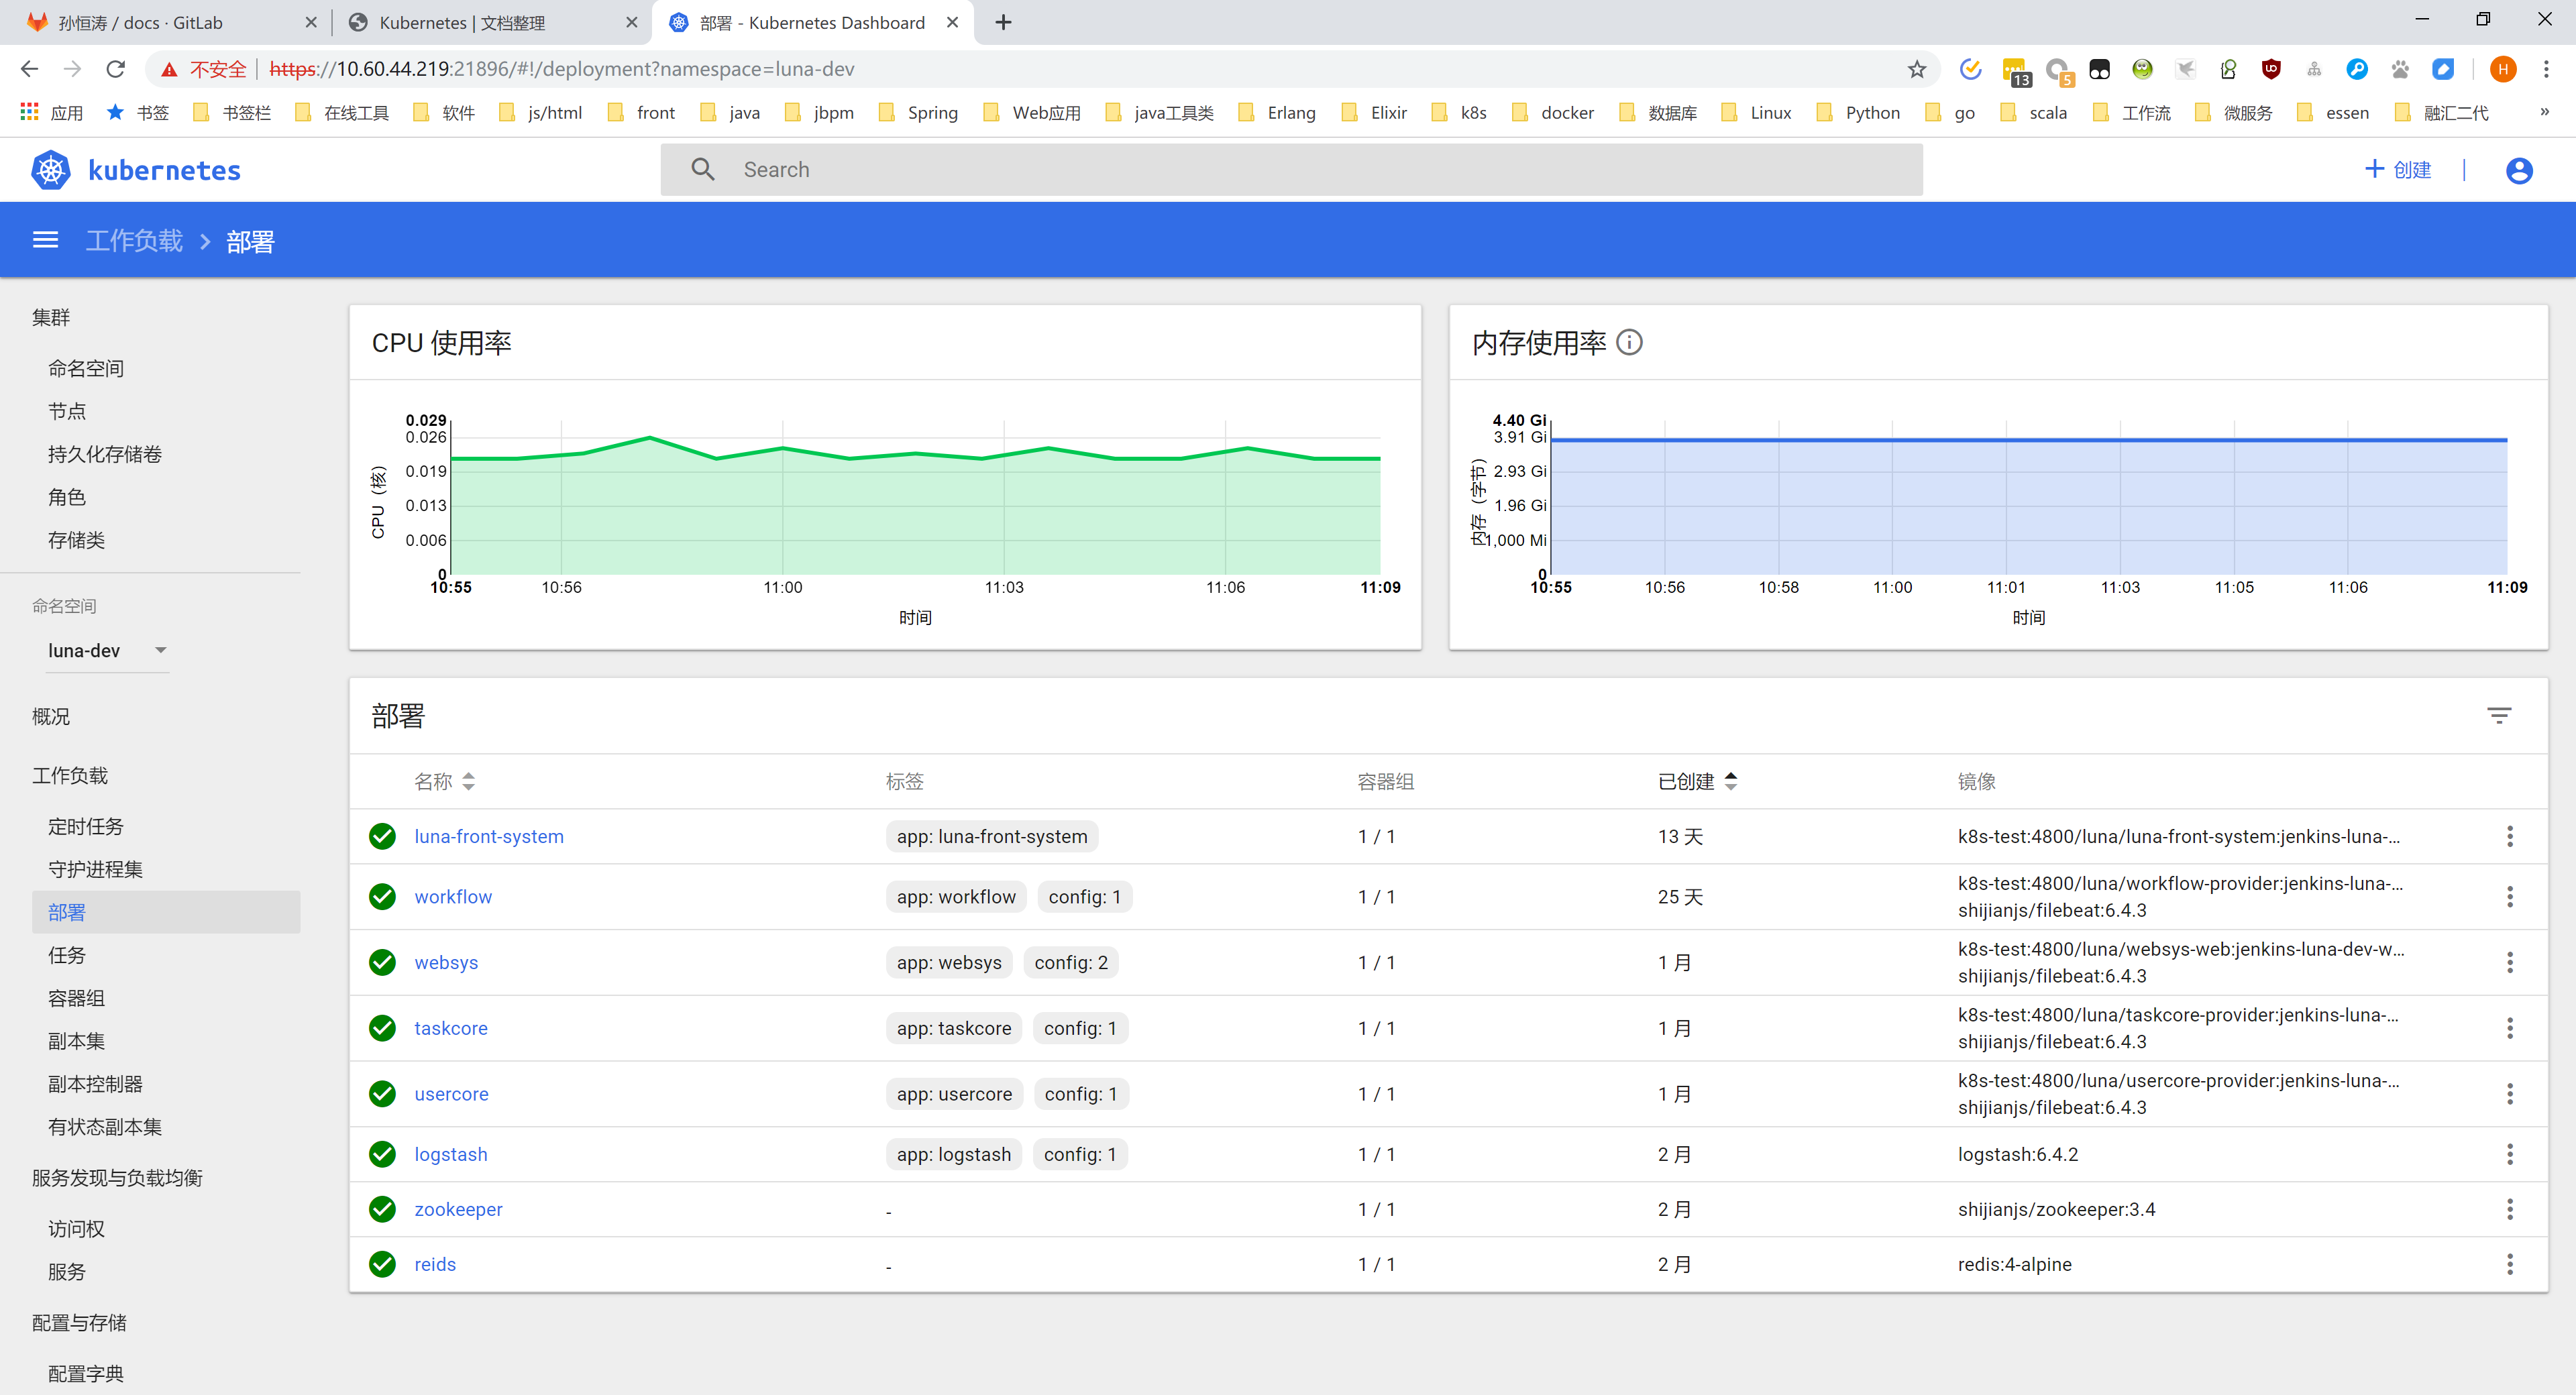 孙恒涛 / docs · GitLab
Kubernetes | 文档整理
部署 - Kubernetes Dashboard
不安全 | https://10.60.44.219:21896/#!/deployment?namespace=luna-dev
13
5
H
应用 书签 书签栏 在线工具 软件 js/html front java jbpm Spring Web应用 java工具类 Erlang Elixir k8s docker 数据库 Linux Python go scala 工作流 微服务 essen 融汇二代 »
kubernetes
Search
+ 创建 |
工作负载 > 部署
集群
命名空间
节点
持久化存储卷
角色
存储类
命名空间
luna-dev
概况
工作负载
定时任务
守护进程集
部署
任务
容器组
副本集
副本控制器
有状态副本集
服务发现与负载均衡
访问权
服务
配置与存储
配置字典
CPU 使用率
CPU（核）
0.029
0.026
0.019
0.013
0.006
0
10:55 10:56 11:00 11:03 11:06 11:09
时间
内存使用率
内存（字节）
4.40 Gi
3.91 Gi
2.93 Gi
1.96 Gi
1,000 Mi
0
10:55 10:56 10:58 11:00 11:01 11:03 11:05 11:06 11:09
时间
部署
名称 标签 容器组 已创建 镜像
luna-front-system app: luna-front-system 1 / 1 13 天 k8s-test:4800/luna/luna-front-system:jenkins-luna-...
workflow app: workflow config: 1 1 / 1 25 天 k8s-test:4800/luna/workflow-provider:jenkins-luna-...
shijianjs/filebeat:6.4.3
websys app: websys config: 2 1 / 1 1 月 k8s-test:4800/luna/websys-web:jenkins-luna-dev-w...
shijianjs/filebeat:6.4.3
taskcore app: taskcore config: 1 1 / 1 1 月 k8s-test:4800/luna/taskcore-provider:jenkins-luna-...
shijianjs/filebeat:6.4.3
usercore app: usercore config: 1 1 / 1 1 月 k8s-test:4800/luna/usercore-provider:jenkins-luna-...
shijianjs/filebeat:6.4.3
logstash app: logstash config: 1 1 / 1 2 月 logstash:6.4.2
zookeeper - 1 / 1 2 月 shijianjs/zookeeper:3.4
reids - 1 / 1 2 月 redis:4-alpine